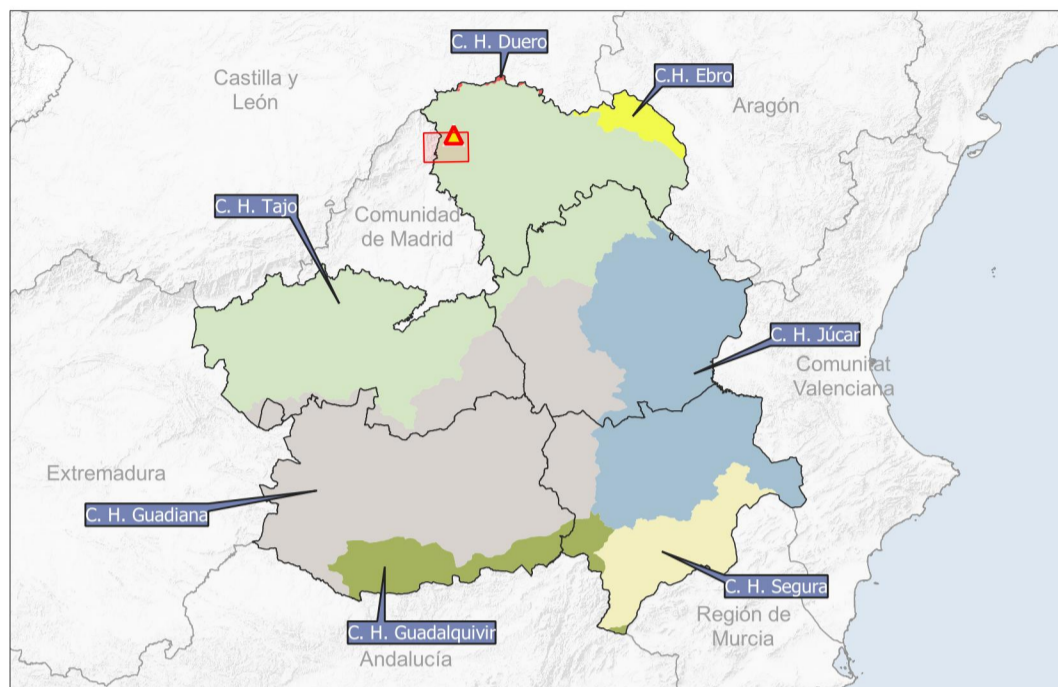 C. H. Duero
Castilla y
León
C.H. Ebro
Aragón
C. H. Tajo
Comunidad
de Madrid
C. H. Júcar
Comunitat
Valenciana
Extremadura
C. H. Guadiana
C. H. Segura
Región de
Murcia
C. H. Guadalquivir
Andalucía